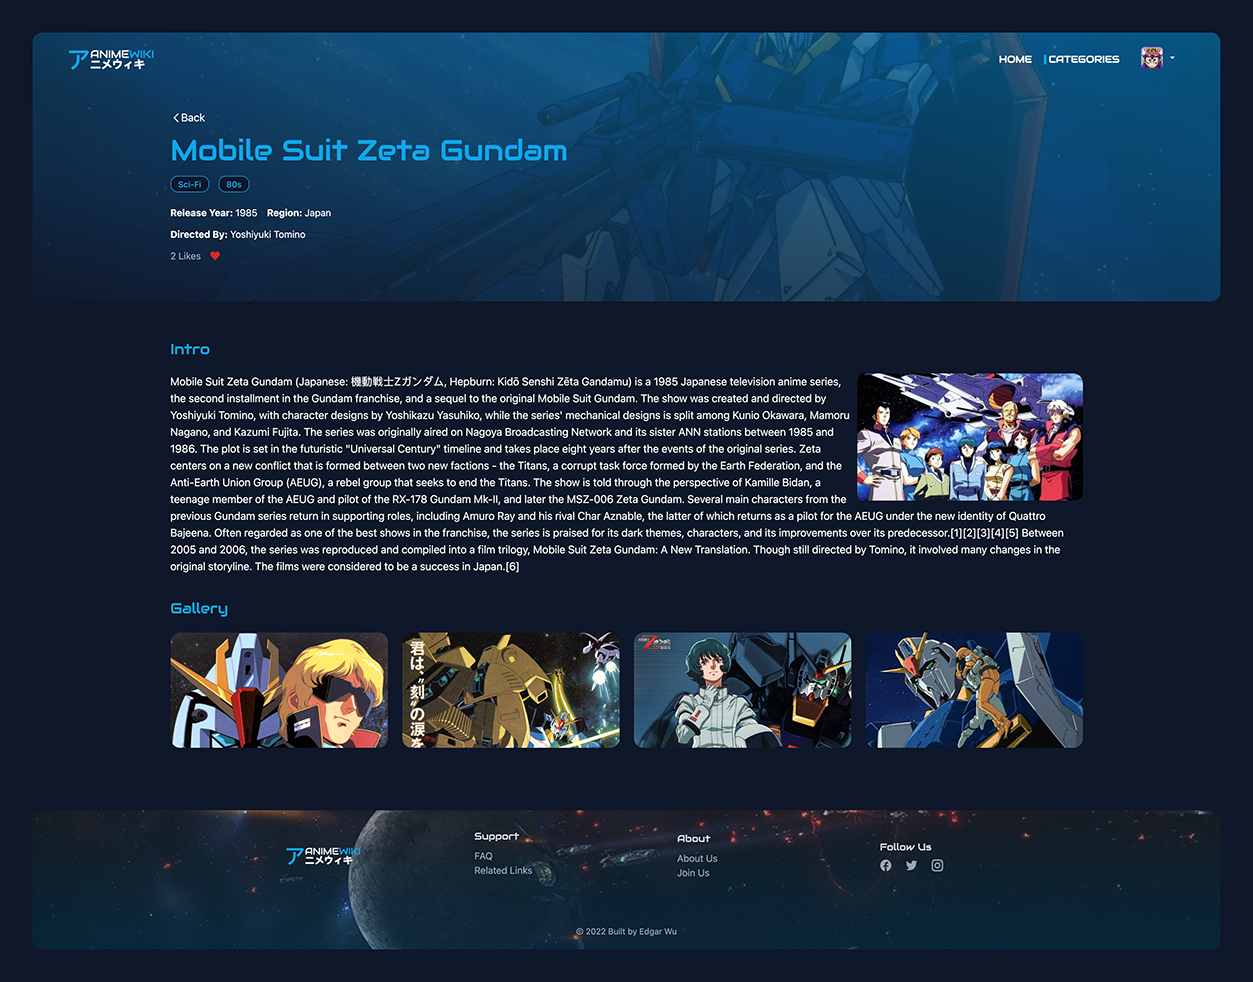 ア ANIMEWIKI
ニメウィキ
HOME CATEGORIES
Back
Mobile Suit Zeta Gundam
Sci-Fi 80s
Release Year: 1985 Region: Japan
Directed By: Yoshiyuki Tomino
2 Likes
Intro
Mobile Suit Zeta Gundam (Japanese: 機動戦士Zガンダム, Hepburn: Kidō Senshi Zēta Gandamu) is a 1985 Japanese television anime series,
the second installment in the Gundam franchise, and a sequel to the original Mobile Suit Gundam. The show was created and directed by
Yoshiyuki Tomino, with character designs by Yoshikazu Yasuhiko, while the series' mechanical designs is split among Kunio Okawara, Mamoru
Nagano, and Kazumi Fujita. The series was originally aired on Nagoya Broadcasting Network and its sister ANN stations between 1985 and
1986. The plot is set in the futuristic "Universal Century" timeline and takes place eight years after the events of the original series. Zeta
centers on a new conflict that is formed between two new factions - the Titans, a corrupt task force formed by the Earth Federation, and the
Anti-Earth Union Group (AEUG), a rebel group that seeks to end the Titans. The show is told through the perspective of Kamille Bidan, a
teenage member of the AEUG and pilot of the RX-178 Gundam Mk-II, and later the MSZ-006 Zeta Gundam. Several main characters from the
previous Gundam series return in supporting roles, including Amuro Ray and his rival Char Aznable, the latter of which returns as a pilot for the AEUG under the new identity of Quattro
Bajeena. Often regarded as one of the best shows in the franchise, the series is praised for its dark themes, characters, and its improvements over its predecessor.[1][2][3][4][5] Between
2005 and 2006, the series was reproduced and compiled into a film trilogy, Mobile Suit Zeta Gundam: A New Translation. Though still directed by Tomino, it involved many changes in the
original storyline. The films were considered to be a success in Japan.[6]
Gallery
君は、"刻"の涙を
ア ANIMEWIKI
ニメウィキ
Support
FAQ
Related Links
About
About Us
Join Us
Follow Us
© 2022 Built by Edgar Wu